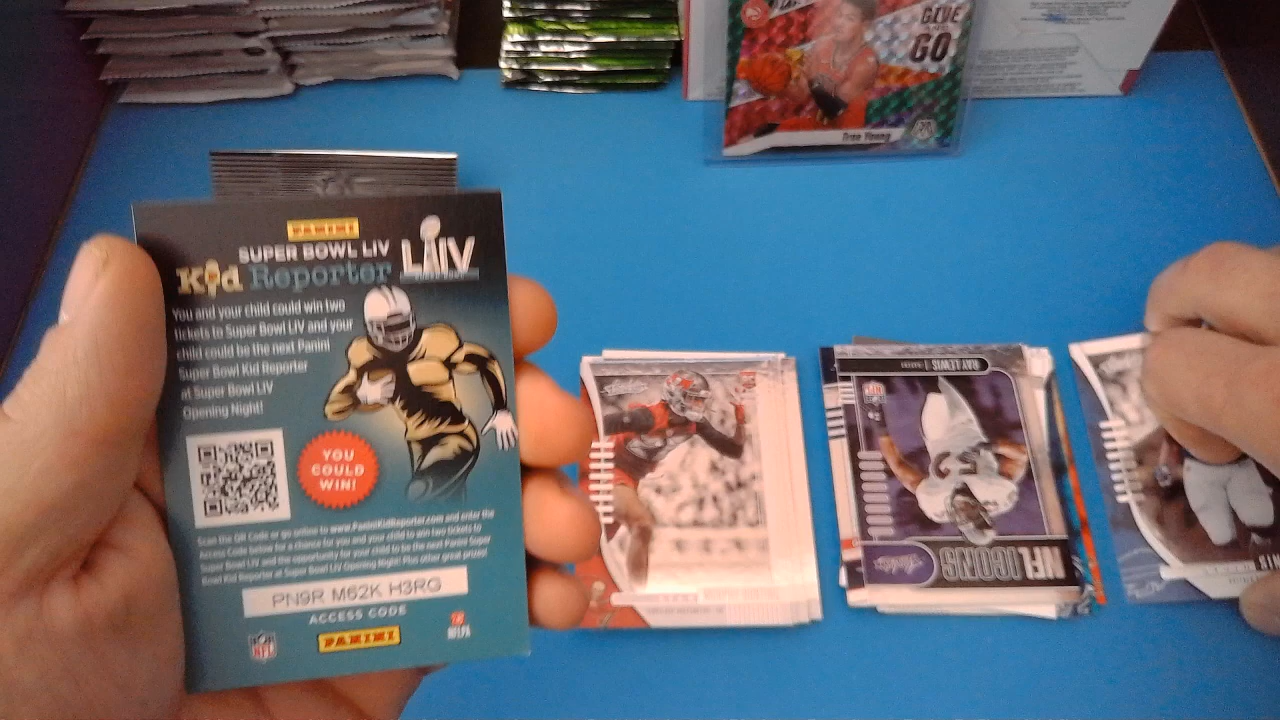 GIVE
GO
Trae Young
PANINI
SUPER BOWL LIV
Kid Reporter
LIV
You and your child could win two
tickets to Super Bowl LIV and your
child could be the next Panini
Super Bowl Kid Reporter
at Super Bowl LIV
Opening Night!
YOU
COULD
WIN!
Scan the QR Code or go online to www.PaniniKidReporter.com and enter the
Access Code below for a chance for you and your child to win two tickets to
Super Bowl LIV and the opportunity for your child to be the next Panini Super
Bowl Kid Reporter at Super Bowl LIV Opening Night! Plus other great prizes!
PN9R M62K H3RG
ACCESS CODE
NFL
PANINI
NFLPA
RAY LEWIS
NFL ICONS